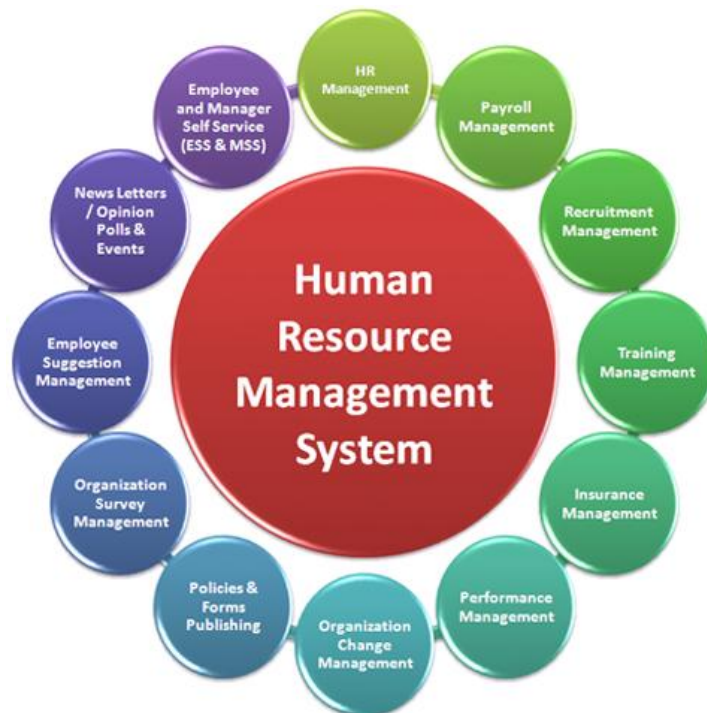 Human
Resource
Management
System
HR
Management
Payroll
Management
Recruitment
Management
Training
Management
Insurance
Management
Performance
Management
Organization
Change
Management
Policies &
Forms
Publishing
Organization
Survey
Management
Employee
Suggestion
Management
News Letters
/ Opinion
Polls &
Events
Employee
and Manager
Self Service
(ESS & MSS)